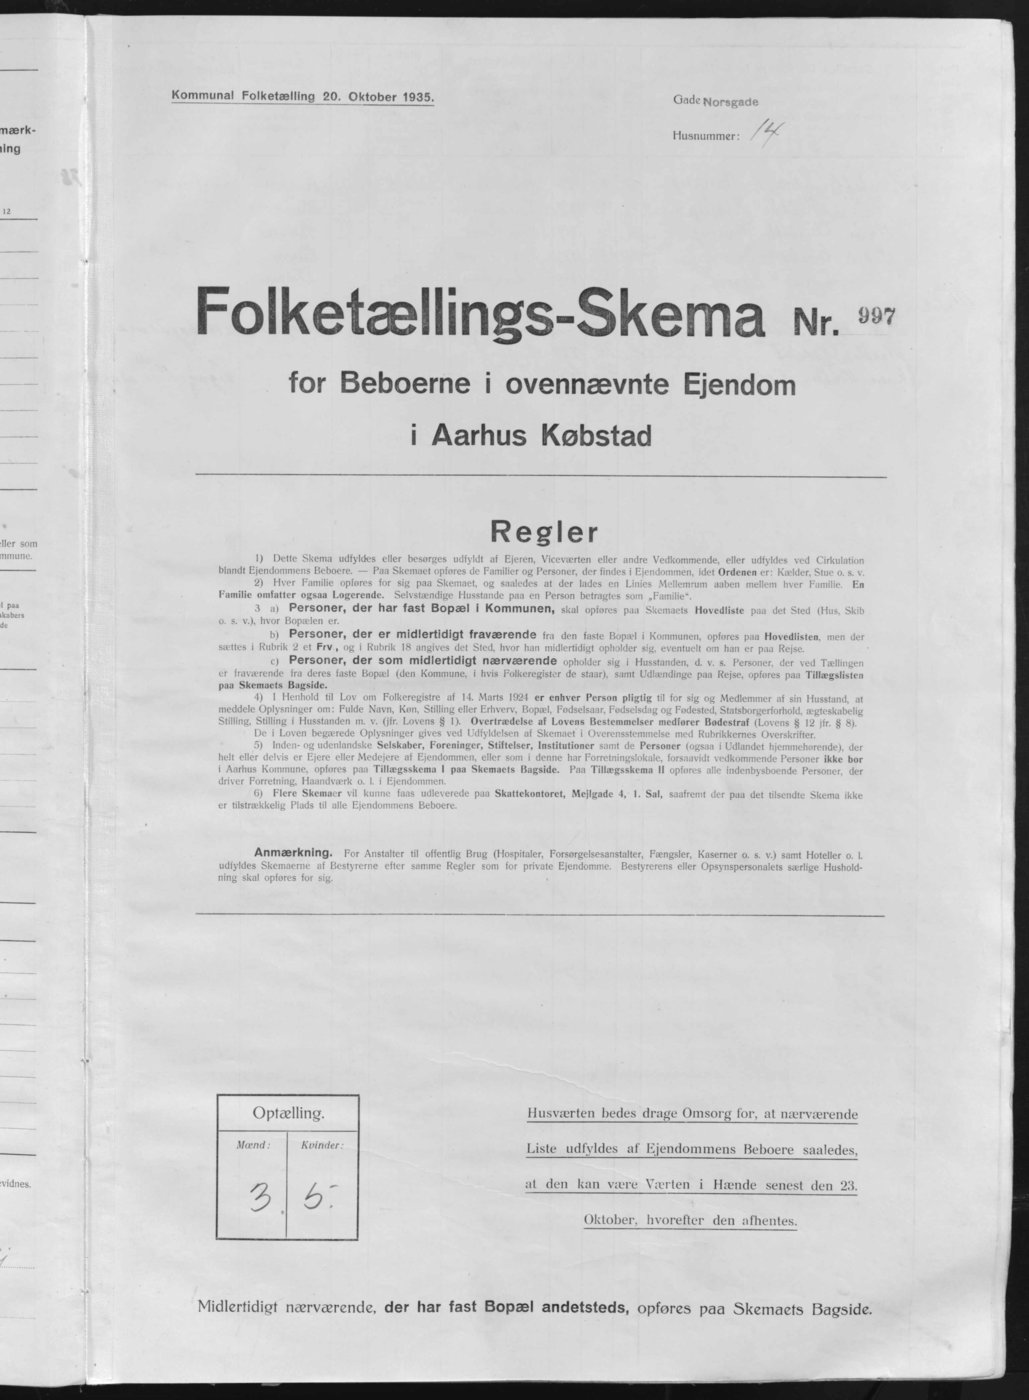 mærk-
ning
12
eller som
mmune.
l paa
skabers
de
evidnes.
Kommunal Folketælling 20. Oktober 1935.
Gade Norsgade
Husnummer: 14
Folketællings-Skema Nr. 997
for Beboerne i ovennævnte Ejendom
i Aarhus Købstad
Regler
1) Dette Skema udfyldes eller besørges udfyldt af Ejeren, Viceværten eller andre Vedkommende, eller udfyldes ved Cirkulation
blandt Ejendommens Beboere. — Paa Skemaet opføres de Familier og Personer, der findes i Ejendommen, idet Ordenen er: Kælder, Stue o. s. v.
2) Hver Familie opføres for sig paa Skemaet, og saaledes at der lades en Linies Mellemrum aaben mellem hver Familie. En
Familie omfatter ogsaa Logerende. Selvstændige Husstande paa en Person betragtes som „Familie“.
3 a) Personer, der har fast Bopæl i Kommunen, skal opføres paa Skemaets Hovedliste paa det Sted (Hus, Skib
o. s. v.), hvor Bopælen er.
b) Personer, der er midlertidigt fraværende fra den faste Bopæl i Kommunen, opføres paa Hovedlisten, men der
sættes i Rubrik 2 et Frv., og i Rubrik 18 angives det Sted, hvor han midlertidigt opholder sig, eventuelt om han er paa Rejse.
c) Personer, der som midlertidigt nærværende opholder sig i Husstanden, d. v. s. Personer, der ved Tællingen
er fraværende fra deres faste Bopæl (den Kommune, i hvis Folkeregister de staar), samt Udlændinge paa Rejse, opføres paa Tillægslisten
paa Skemaets Bagside.
4) I Henhold til Lov om Folkeregistre af 14. Marts 1924 er enhver Person pligtig til for sig og Medlemmer af sin Husstand, at
meddele Oplysninger om: Fulde Navn, Køn, Stilling eller Erhverv, Bopæl, Fødselsaar, Fødselsdag og Fødested, Statsborgerforhold, ægteskabelig
Stilling, Stilling i Husstanden m. v. (jfr. Lovens § 1). Overtrædelse af Lovens Bestemmelser medfører Bødestraf (Lovens § 12 jfr. § 8).
De i Loven begærede Oplysninger gives ved Udfyldelsen af Skemaet i Overensstemmelse med Rubrikkernes Overskrifter.
5) Inden- og udenlandske Selskaber, Foreninger, Stiftelser, Institutioner samt de Personer (ogsaa i Udlandet hjemmehørende), der
helt eller delvis er Ejere eller Medejere af Ejendommen, eller som i denne har Forretningslokale, forsaavidt vedkommende Personer ikke bor
i Aarhus Kommune, opføres paa Tillægsskema I paa Skemaets Bagside. Paa Tillægsskema II opføres alle indenbysboende Personer, der
driver Forretning, Haandværk o. l. i Ejendommen.
6) Flere Skemaer vil kunne faas udleverede paa Skattekontoret, Mejlgade 4, 1. Sal, saafremt der paa det tilsendte Skema ikke
er tilstrækkelig Plads til alle Ejendommens Beboere.
Anmærkning. For Anstalter til offentlig Brug (Hospitaler, Forsørgelsesanstalter, Fængsler, Kaserner o. s. v.) samt Hoteller o. l.
udfyldes Skemaerne af Bestyrerne efter samme Regler som for private Ejendomme. Bestyrerens eller Opsynspersonalets særlige Hushold-
ning skal opføres for sig.
Optælling.
Mænd: Kvinder:
3. 5
Husværten bedes drage Omsorg for, at nærværende
Liste udfyldes af Ejendommens Beboere saaledes,
at den kan være Værten i Hænde senest den 23.
Oktober, hvorefter den afhentes.
Midlertidigt nærværende, der har fast Bopæl andetsteds, opføres paa Skemaets Bagside.